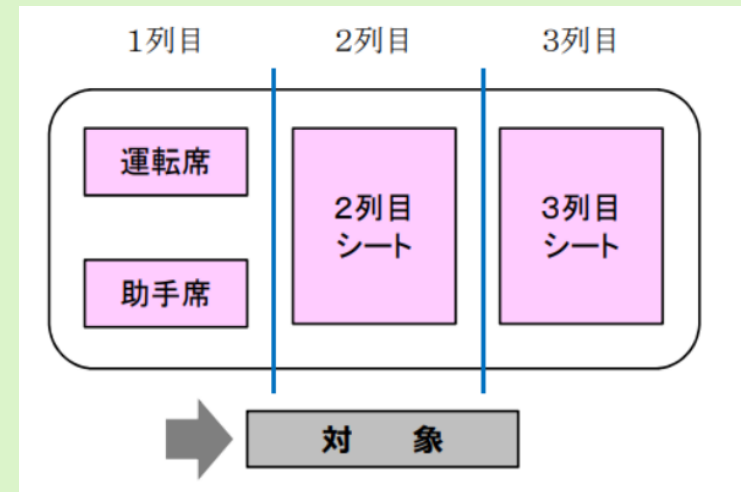 1列目 2列目 3列目
運転席
助手席
2列目
シート
3列目
シート
対 象